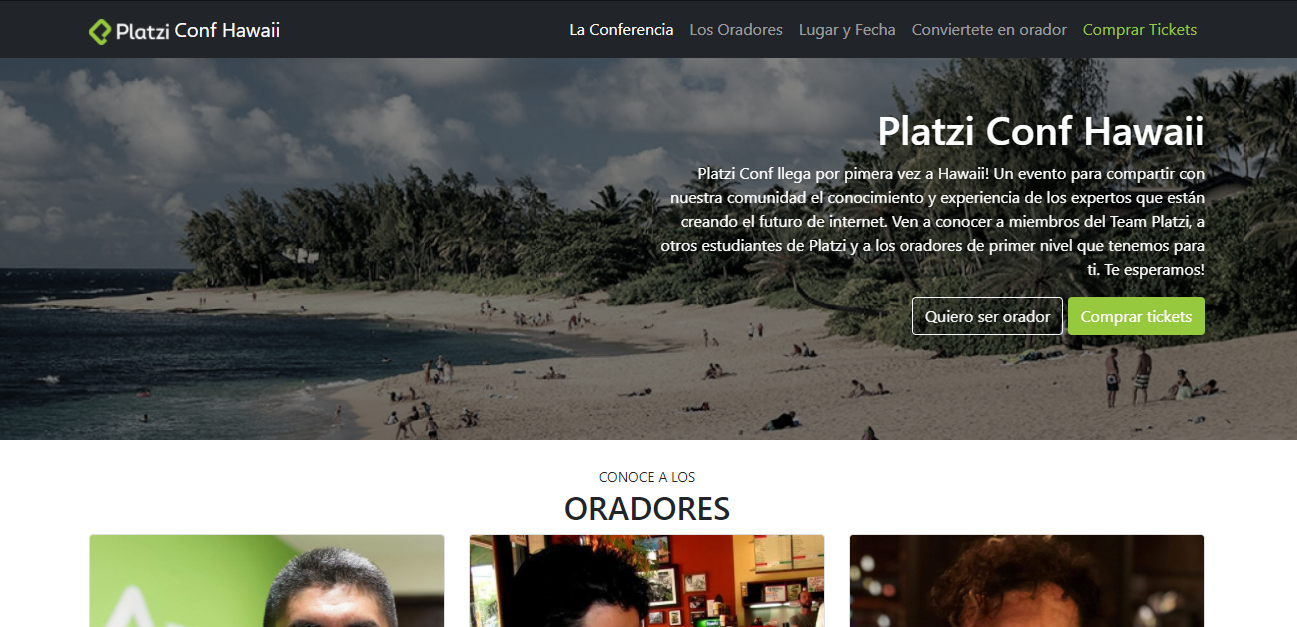 Platzi Conf Hawaii
La Conferencia Los Oradores Lugar y Fecha Conviertete en orador Comprar Tickets
Platzi Conf Hawaii
Platzi Conf llega por pimera vez a Hawaii! Un evento para compartir con
nuestra comunidad el conocimiento y experiencia de los expertos que están
creando el futuro de internet. Ven a conocer a miembros del Team Platzi, a
otros estudiantes de Platzi y a los oradores de primer nivel que tenemos para
ti. Te esperamos!
Quiero ser orador
Comprar tickets
CONOCE A LOS
ORADORES